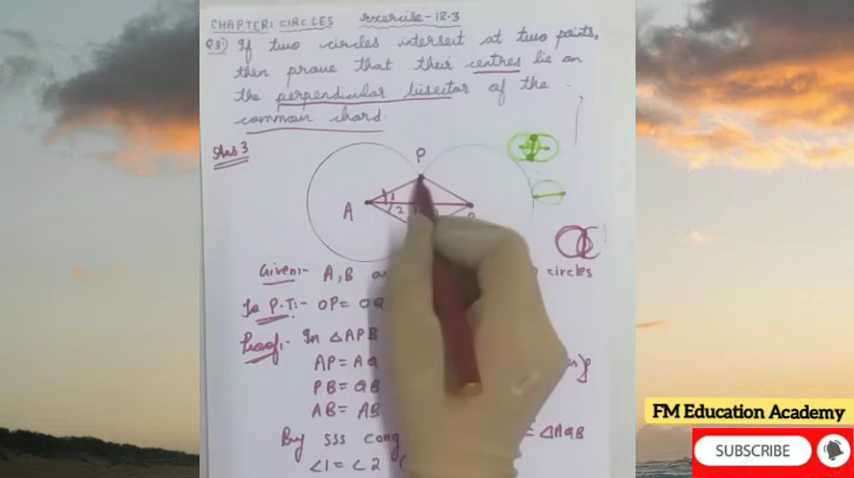 CHAPTER: CIRCLES Exercise-12.3
Q3) If two circles intersect at two points,
then prove that their centres lie on
the perpendicular bisector of the
common chord.
Ans 3
P
A
1
2
Given:- A, B circles
To P.T:- OP = OQ
Proof:- In △APB
AP = AQ
PB = QB
AB = AB
By SSS cong ≅ △AQB
∠1 = ∠2 (
FM Education Academy
SUBSCRIBE